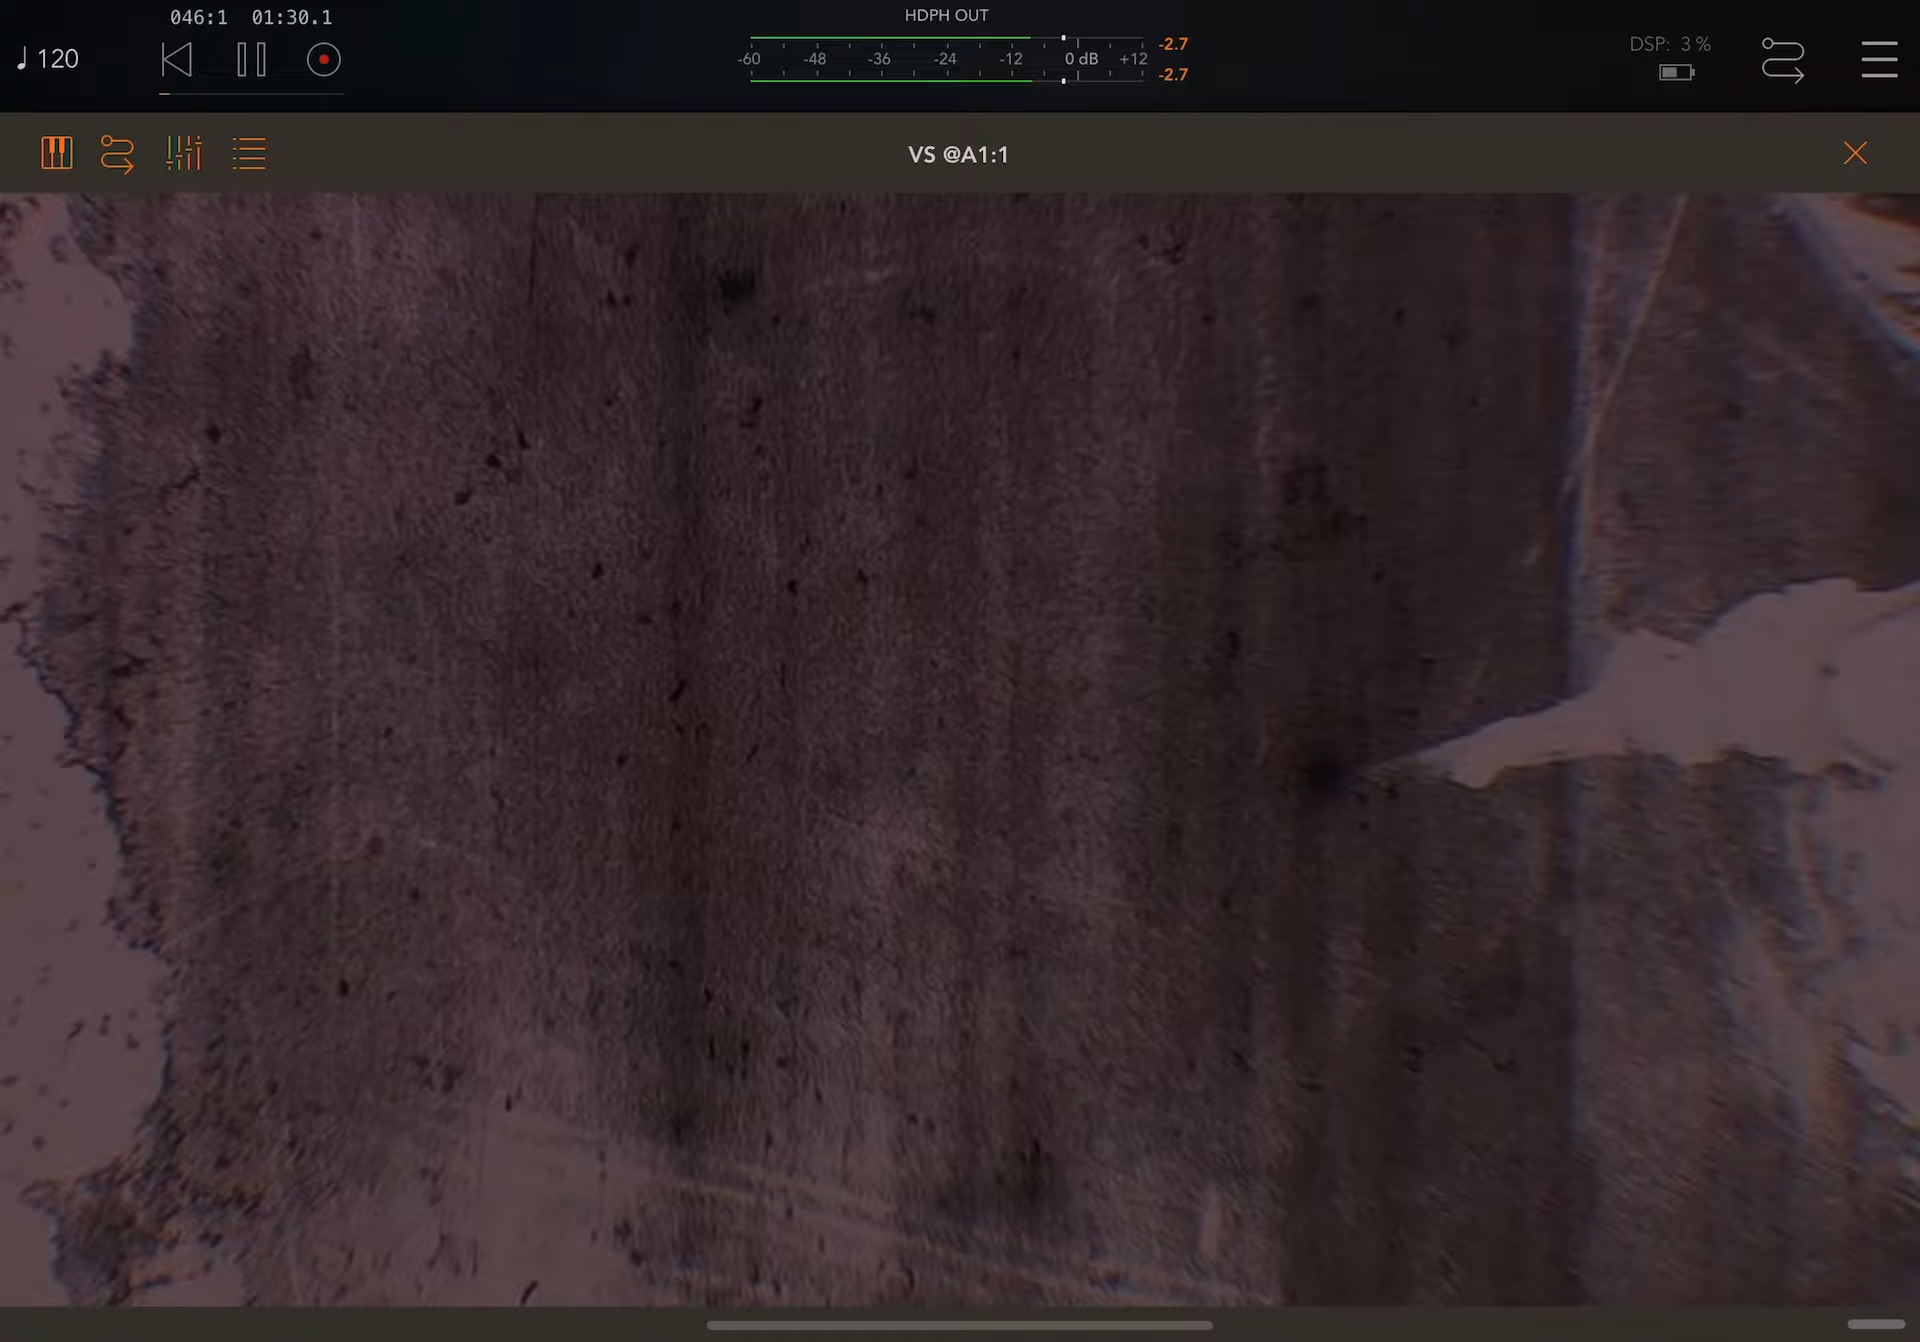 046:1 01:30.1
♩ 120
HDPH OUT
-60 -48 -36 -24 -12 0 dB +12
-2.7
-2.7
DSP: 3 %
VS @A1:1